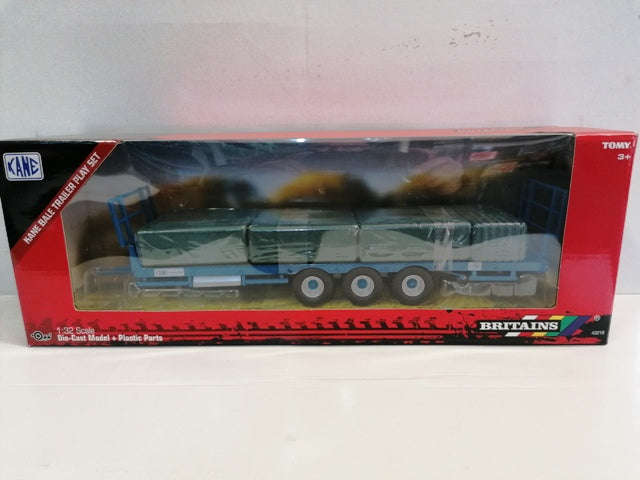 KANE
KANE BALE TRAILER PLAY SET
TOMY
3+
1:32 Scale
Die-Cast Model + Plastic Parts
BRITAINS®